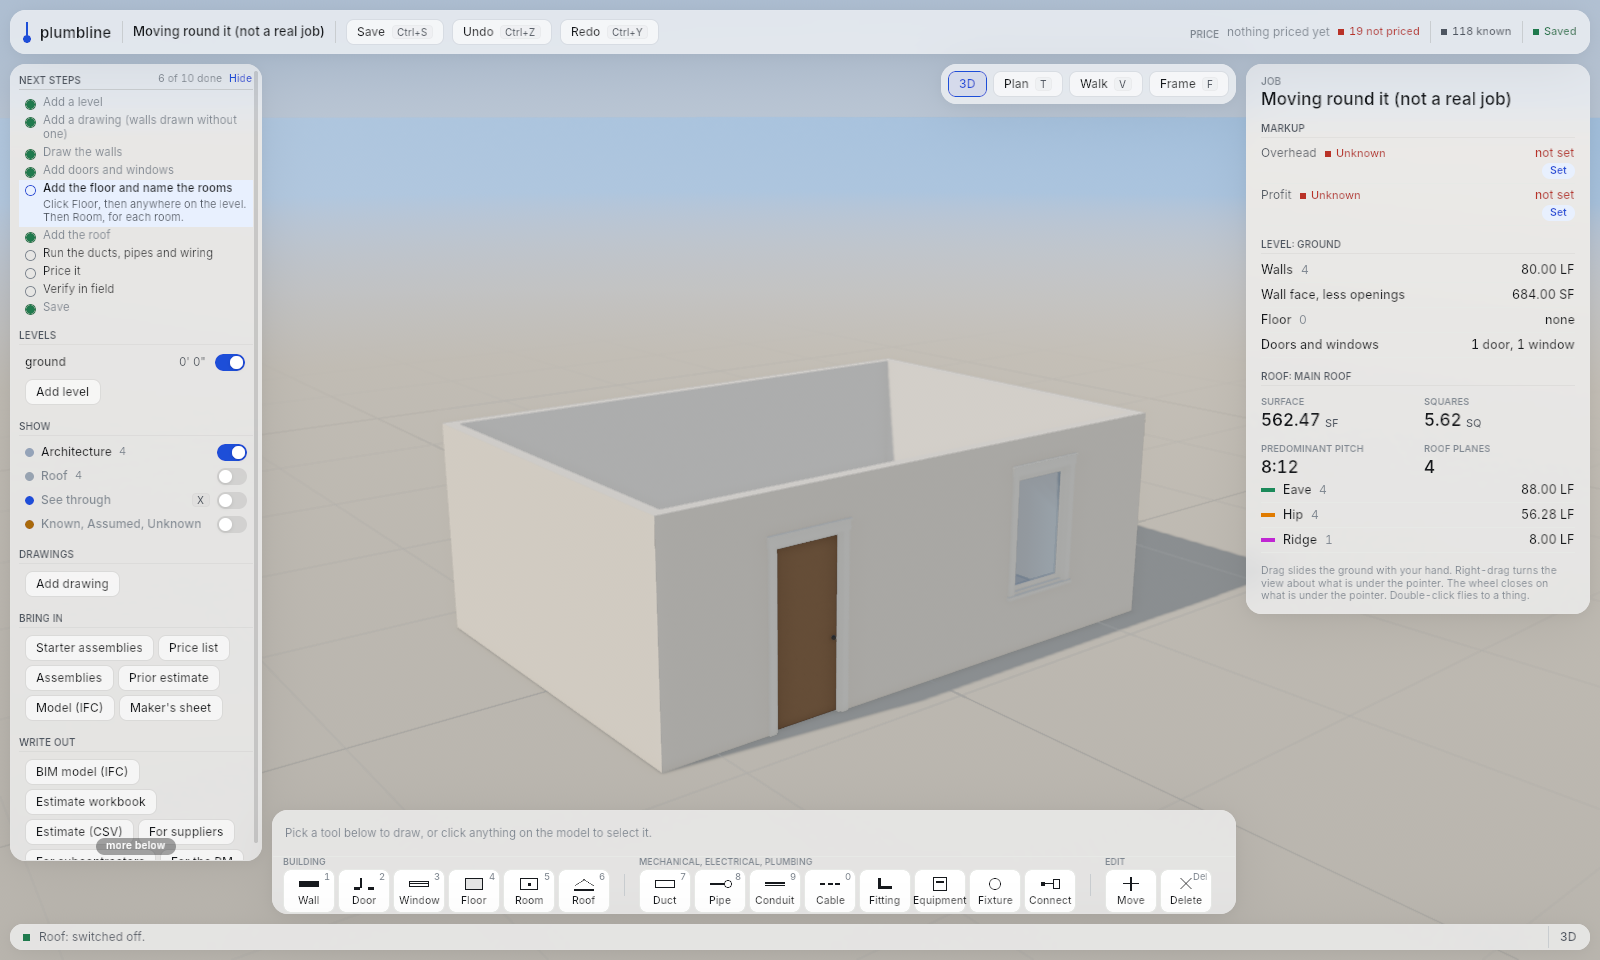 plumbline
Moving round it (not a real job)
Save Ctrl+S
Undo Ctrl+Z
Redo Ctrl+Y
PRICE nothing priced yet
19 not priced
118 known
Saved
NEXT STEPS
6 of 10 done
Hide
Add a level
Add a drawing (walls drawn without
one)
Draw the walls
Add doors and windows
Add the floor and name the rooms
Click Floor, then anywhere on the level.
Then Room, for each room.
Add the roof
Run the ducts, pipes and wiring
Price it
Verify in field
Save
LEVELS
ground 0' 0"
Add level
SHOW
Architecture 4
Roof 4
See through X
Known, Assumed, Unknown
DRAWINGS
Add drawing
BRING IN
Starter assemblies
Price list
Assemblies
Prior estimate
Model (IFC)
Maker's sheet
WRITE OUT
BIM model (IFC)
Estimate workbook
Estimate (CSV)
For suppliers
more below
For subcontractors
For the PM
3D
Plan T
Walk V
Frame F
JOB
Moving round it (not a real job)
MARKUP
Overhead Unknown not set
Set
Profit Unknown not set
Set
LEVEL: GROUND
Walls 4 80.00 LF
Wall face, less openings 684.00 SF
Floor 0 none
Doors and windows 1 door, 1 window
ROOF: MAIN ROOF
SURFACE SQUARES
562.47 SF 5.62 SQ
PREDOMINANT PITCH ROOF PLANES
8:12 4
Eave 4 88.00 LF
Hip 4 56.28 LF
Ridge 1 8.00 LF
Drag slides the ground with your hand. Right-drag turns the
view about what is under the pointer. The wheel closes on
what is under the pointer. Double-click flies to a thing.
Pick a tool below to draw, or click anything on the model to select it.
BUILDING
1 Wall
2 Door
3 Window
4 Floor
5 Room
6 Roof
MECHANICAL, ELECTRICAL, PLUMBING
7 Duct
8 Pipe
9 Conduit
0 Cable
Fitting
Equipment
Fixture
Connect
EDIT
Move
Del Delete
Roof: switched off.
3D